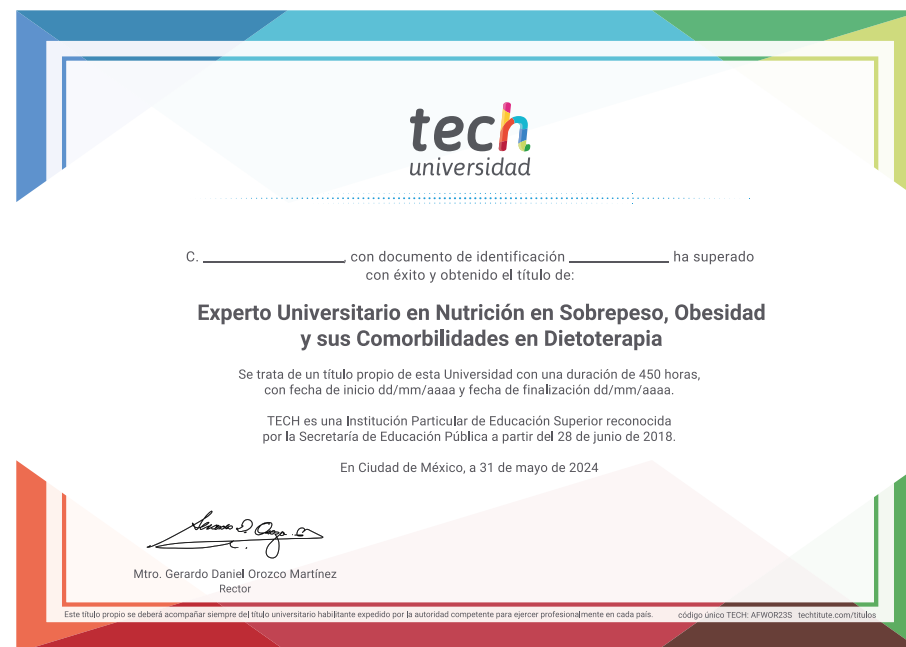 tech
universidad
C. ____________, con documento de identificación ____________ ha superado
con éxito y obtenido el título de:
Experto Universitario en Nutrición en Sobrepeso, Obesidad
y sus Comorbilidades en Dietoterapia
Se trata de un título propio de esta Universidad con una duración de 450 horas,
con fecha de inicio dd/mm/aaaa y fecha de finalización dd/mm/aaaa.
TECH es una Institución Particular de Educación Superior reconocida
por la Secretaría de Educación Pública a partir del 28 de junio de 2018.
En Ciudad de México, a 31 de mayo de 2024
Mtro. Gerardo Daniel Orozco Martínez
Rector
Este título propio se deberá acompañar siempre del título universitario habilitante expedido por la autoridad competente para ejercer profesionalmente en cada país. código único TECH: AFWOR23S techtitute.com/titulos